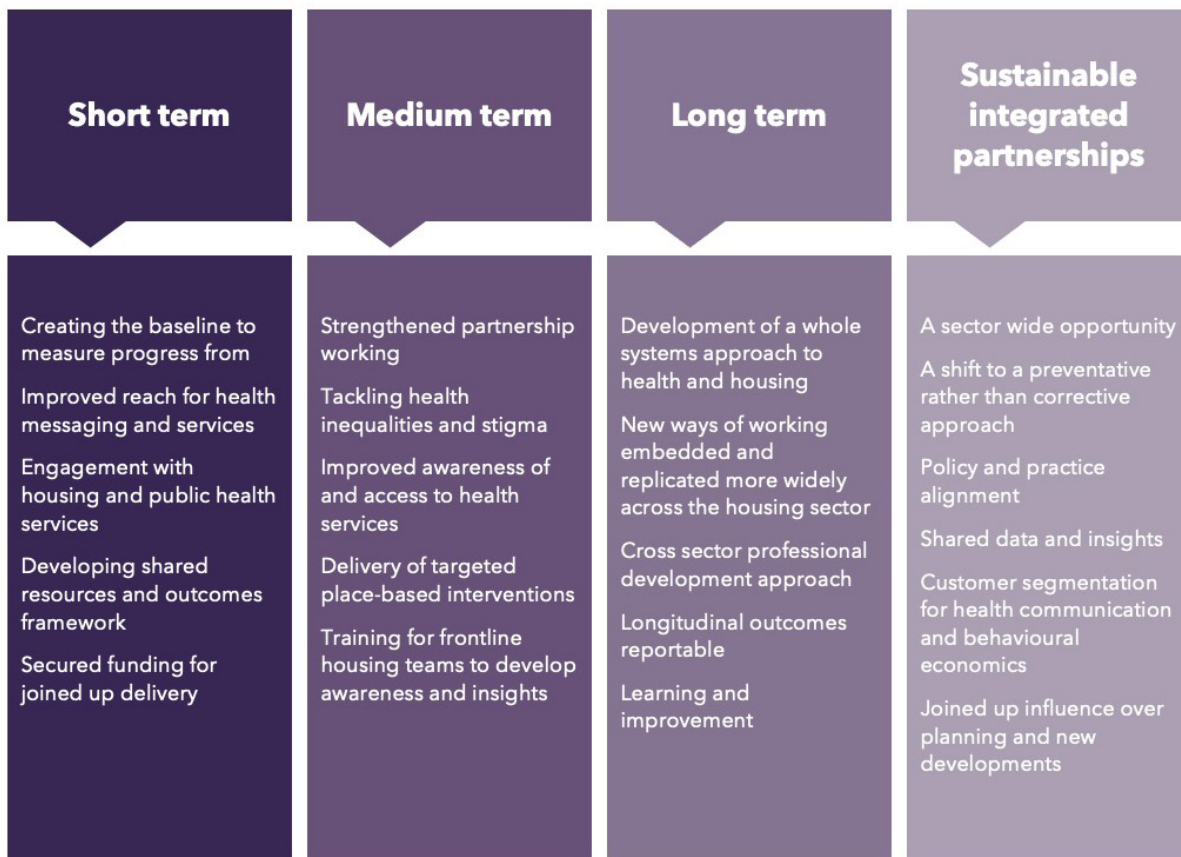 Short term
Creating the baseline to
measure progress from
Improved reach for health
messaging and services
Engagement with
housing and public health
services
Developing shared
resources and outcomes
framework
Secured funding for
joined up delivery
Medium term
Strengthened partnership
working
Tackling health
inequalities and stigma
Improved awareness of
and access to health
services
Delivery of targeted
place-based interventions
Training for frontline
housing teams to develop
awareness and insights
Long term
Development of a whole
systems approach to
health and housing
New ways of working
embedded and
replicated more widely
across the housing sector
Cross sector professional
development approach
Longitudinal outcomes
reportable
Learning and
improvement
Sustainable
integrated
partnerships
A sector wide opportunity
A shift to a preventative
rather than corrective
approach
Policy and practice
alignment
Shared data and insights
Customer segmentation
for health communication
and behavioural
economics
Joined up influence over
planning and new
developments